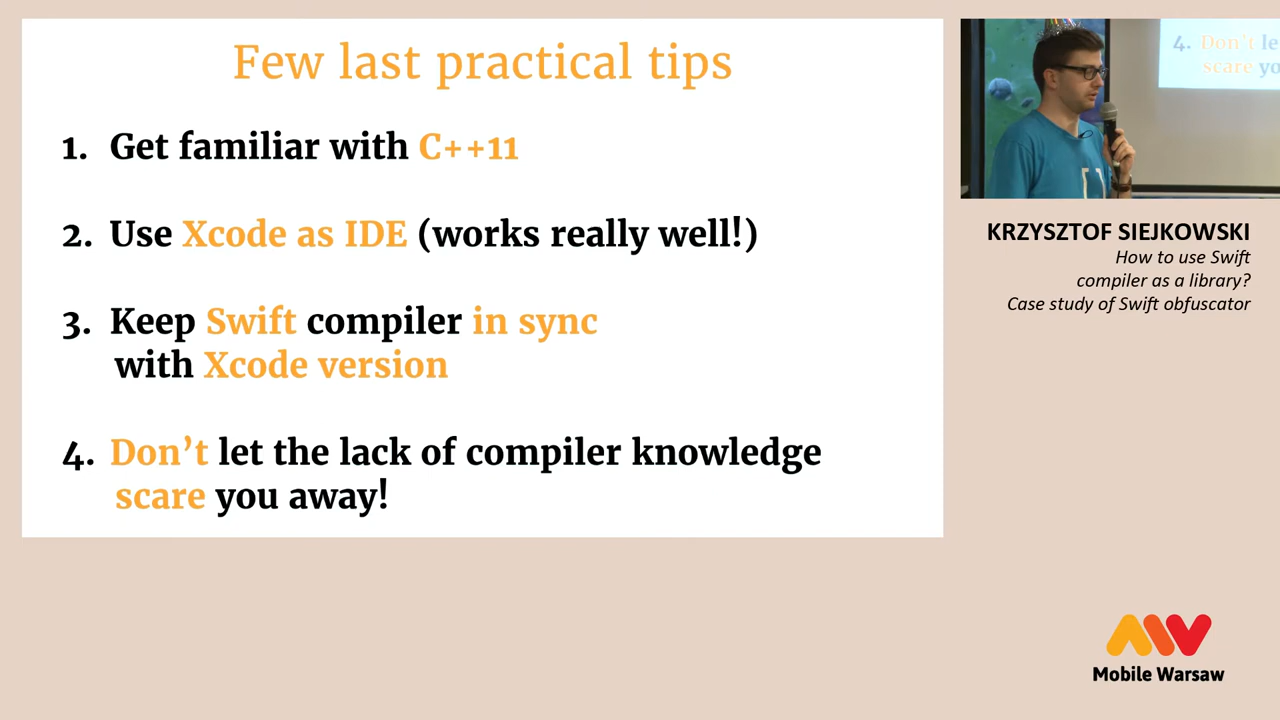 Few last practical tips
1. Get familiar with C++11
2. Use Xcode as IDE (works really well!)
3. Keep Swift compiler in sync
with Xcode version
4. Don't let the lack of compiler knowledge
scare you away!
4. Don't le
scare yo
KRZYSZTOF SIEJKOWSKI
How to use Swift
compiler as a library?
Case study of Swift obfuscator
Mobile Warsaw